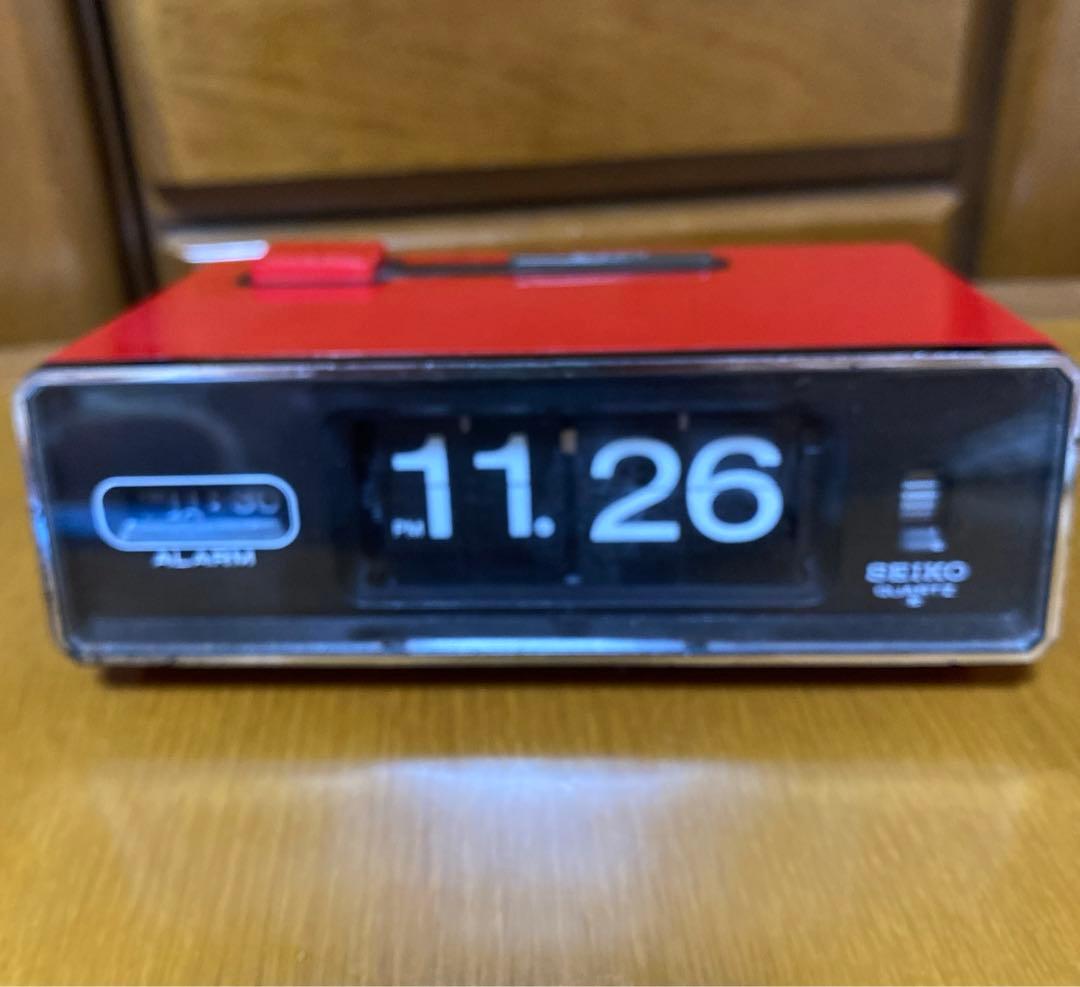 PM 11. 26
ALARM
SEIKO
QUARTZ